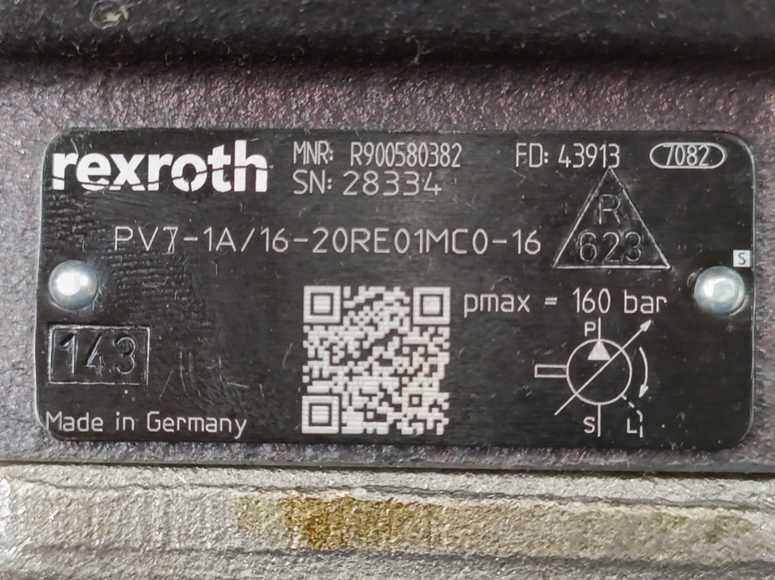 rexroth
MNR: R900580382 FD: 43913 7082
SN: 28334
R
623
PV7-1A/16-20RE01MC0-16
S
pmax = 160 bar
P
143
S L
Made in Germany